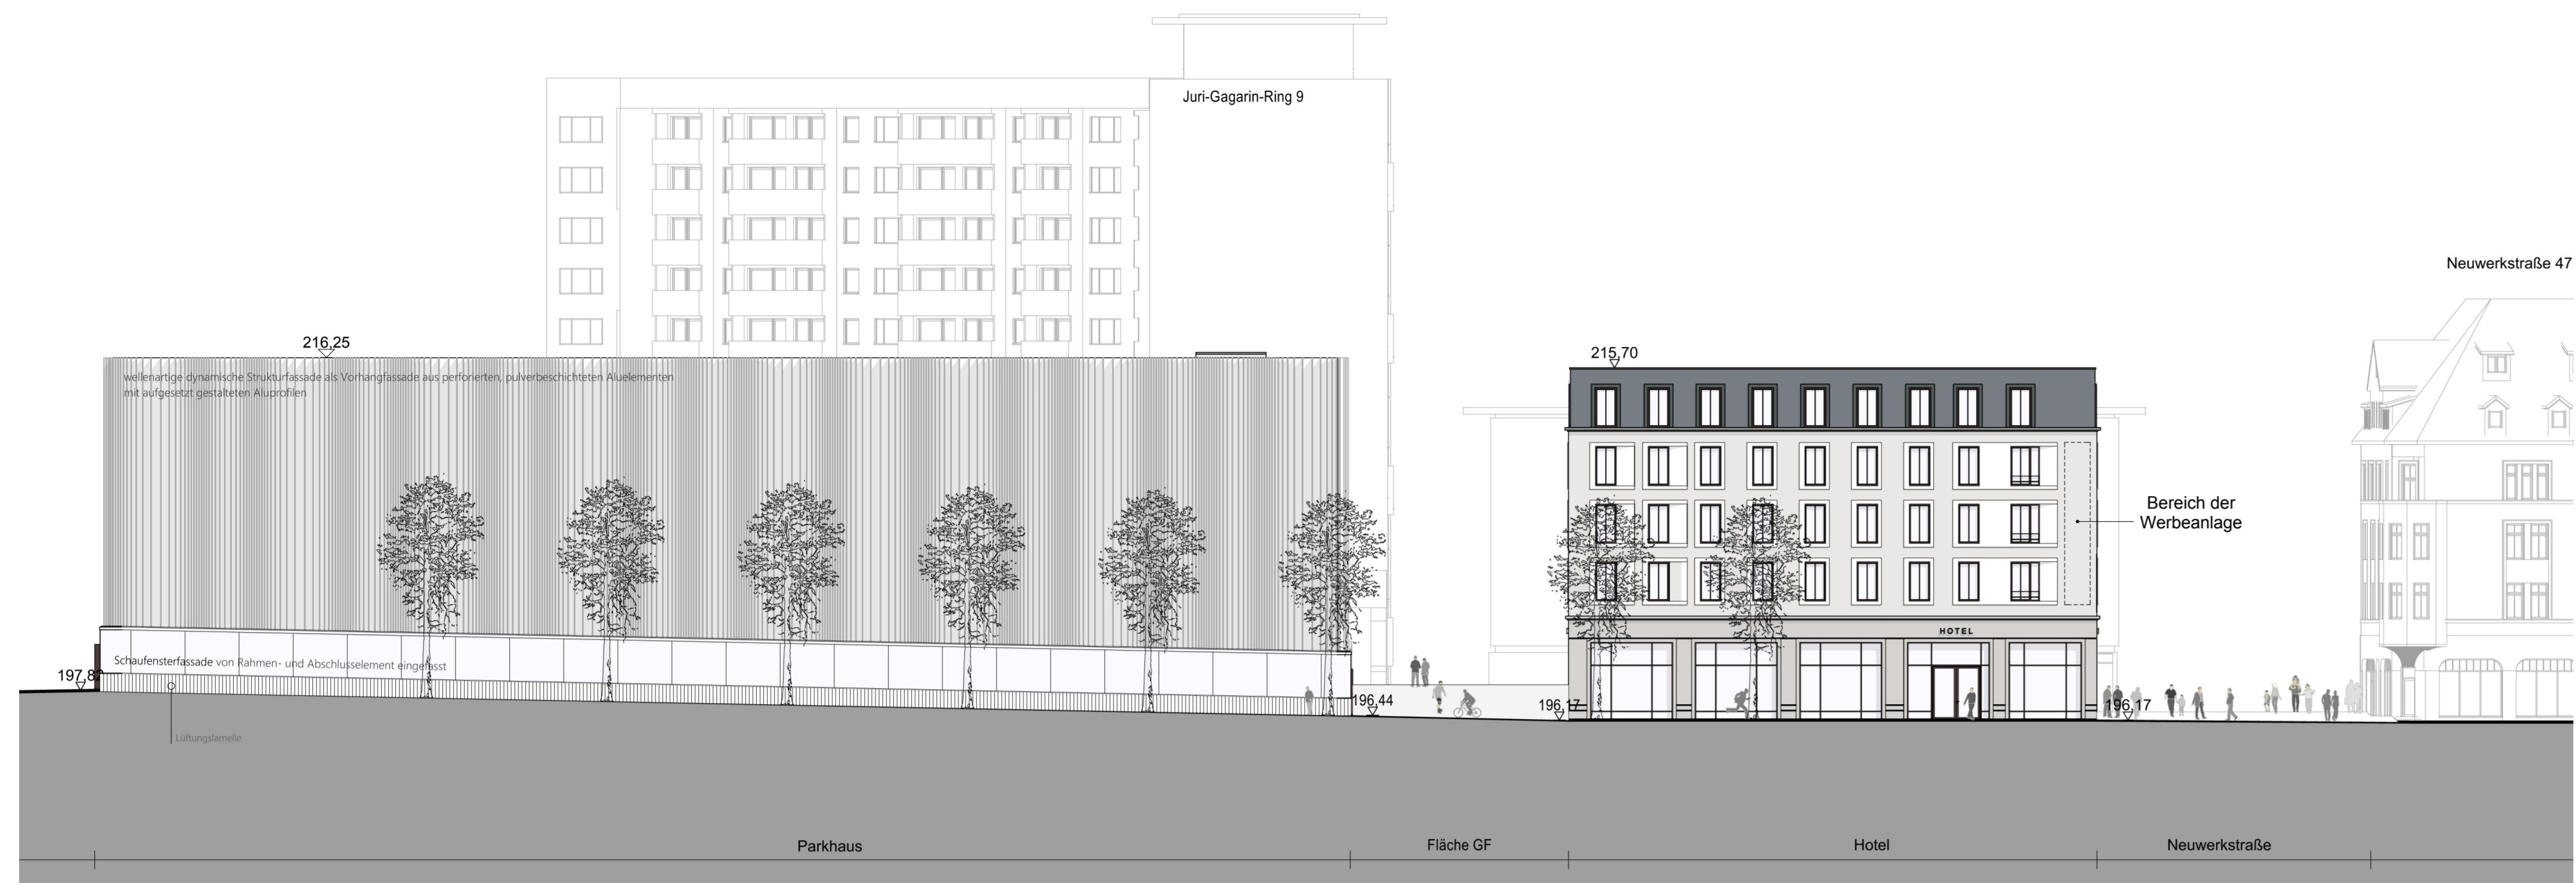 Juri-Gagarin-Ring 9
Neuwerkstraße 47
216,25
215,70
wellenartige dynamische Strukturfassade als Vorhangfassade aus perforierten, pulverbeschichteten Aluelementen
mit aufgesetzt gestalteten Aluprofilen
Bereich der
Werbeanlage
HOTEL
Schaufensterfassade von Rahmen- und Abschlusselement eingefasst
197,82
196,44
196,17
196,17
Lüftungslamelle
Parkhaus
Fläche GF
Hotel
Neuwerkstraße